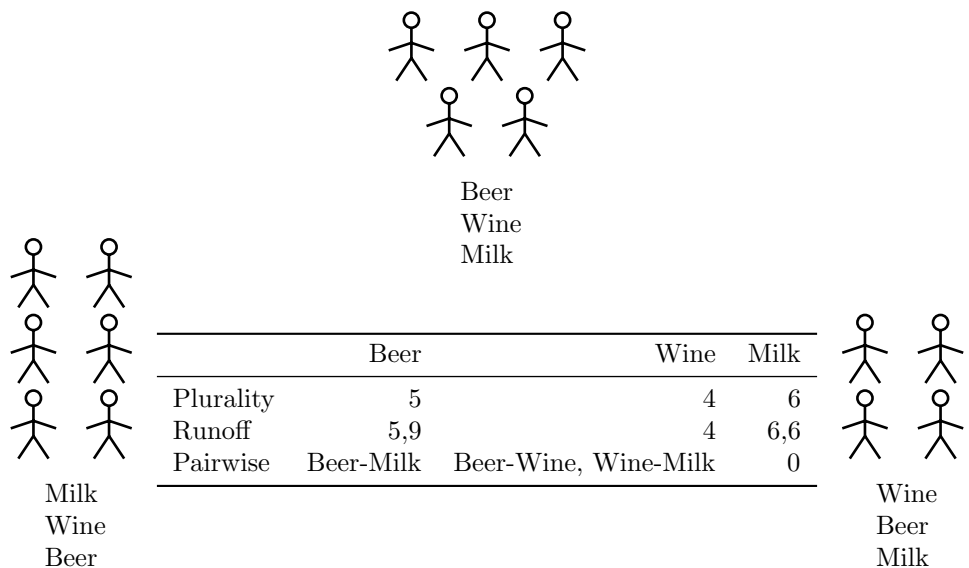 Beer
Wine
Milk
Beer Wine Milk
Plurality 5 4 6
Runoff 5,9 4 6,6
Pairwise Beer-Milk Beer-Wine, Wine-Milk 0
Milk
Wine
Beer
Wine
Beer
Milk